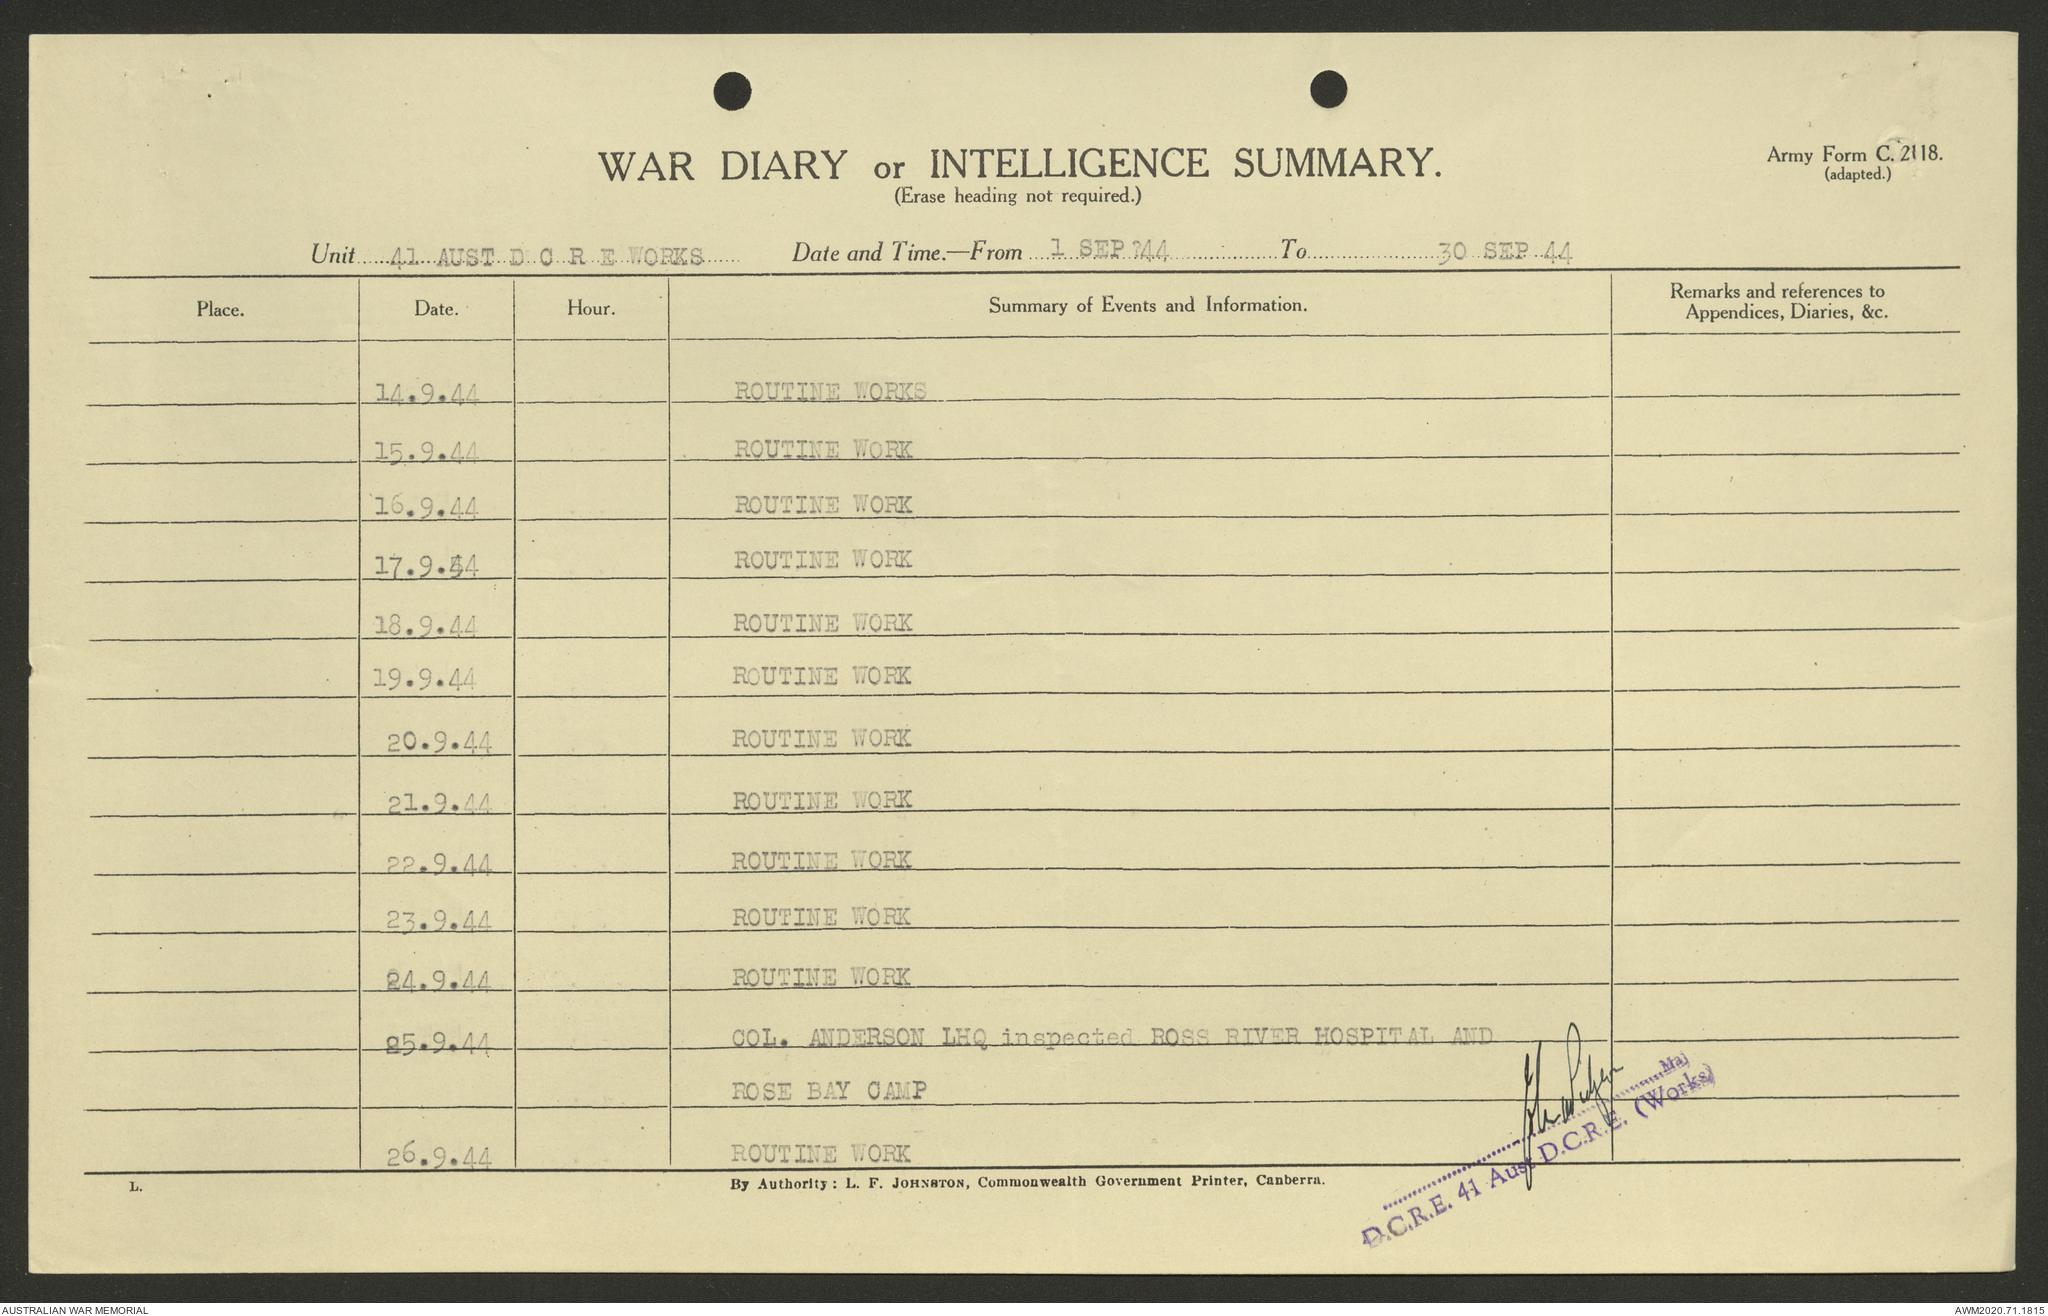 WAR DIARY or INTELLIGENCE SUMMARY.
(Erase heading not required.)
Army Form C. 2118.
(adapted.)
Unit 41 AUST D C R E WORKS Date and Time.—From 1 SEP ?44 To 30 SEP 44
Place. Date. Hour. Summary of Events and Information. Remarks and references to
Appendices, Diaries, &c.
14.9.44 ROUTINE WORKS
15.9.44 ROUTINE WORK
16.9.44 ROUTINE WORK
17.9.44 ROUTINE WORK
18.9.44 ROUTINE WORK
19.9.44 ROUTINE WORK
20.9.44 ROUTINE WORK
21.9.44 ROUTINE WORK
22.9.44 ROUTINE WORK
23.9.44 ROUTINE WORK
24.9.44 ROUTINE WORK
25.9.44 COL. ANDERSON LHQ inspected ROSS RIVER HOSPITAL AND
ROSE BAY CAMP
26.9.44 ROUTINE WORK
Maj
D.C.R.E. 41 Aust D.C.R.E. (Works)
L.
By Authority: L. F. JOHNSTON, Commonwealth Government Printer, Canberra.
AUSTRALIAN WAR MEMORIAL
AWM2020.71.1815